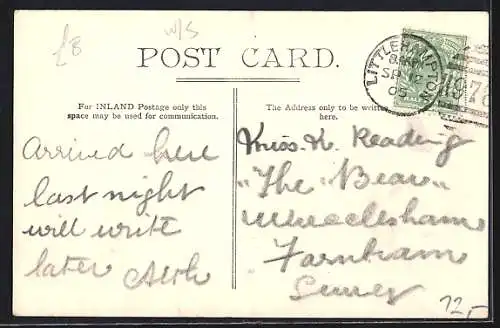 £8
w/s
POST CARD.
LITTLEHAMPTON
SP 12
05
For INLAND Postage only this
space may be used for communication.
The Address only to be written
here.
Arrived here
last night
will write
later
Miss. K. Reading
"The Bear"
Farnham
Surrey
72,-